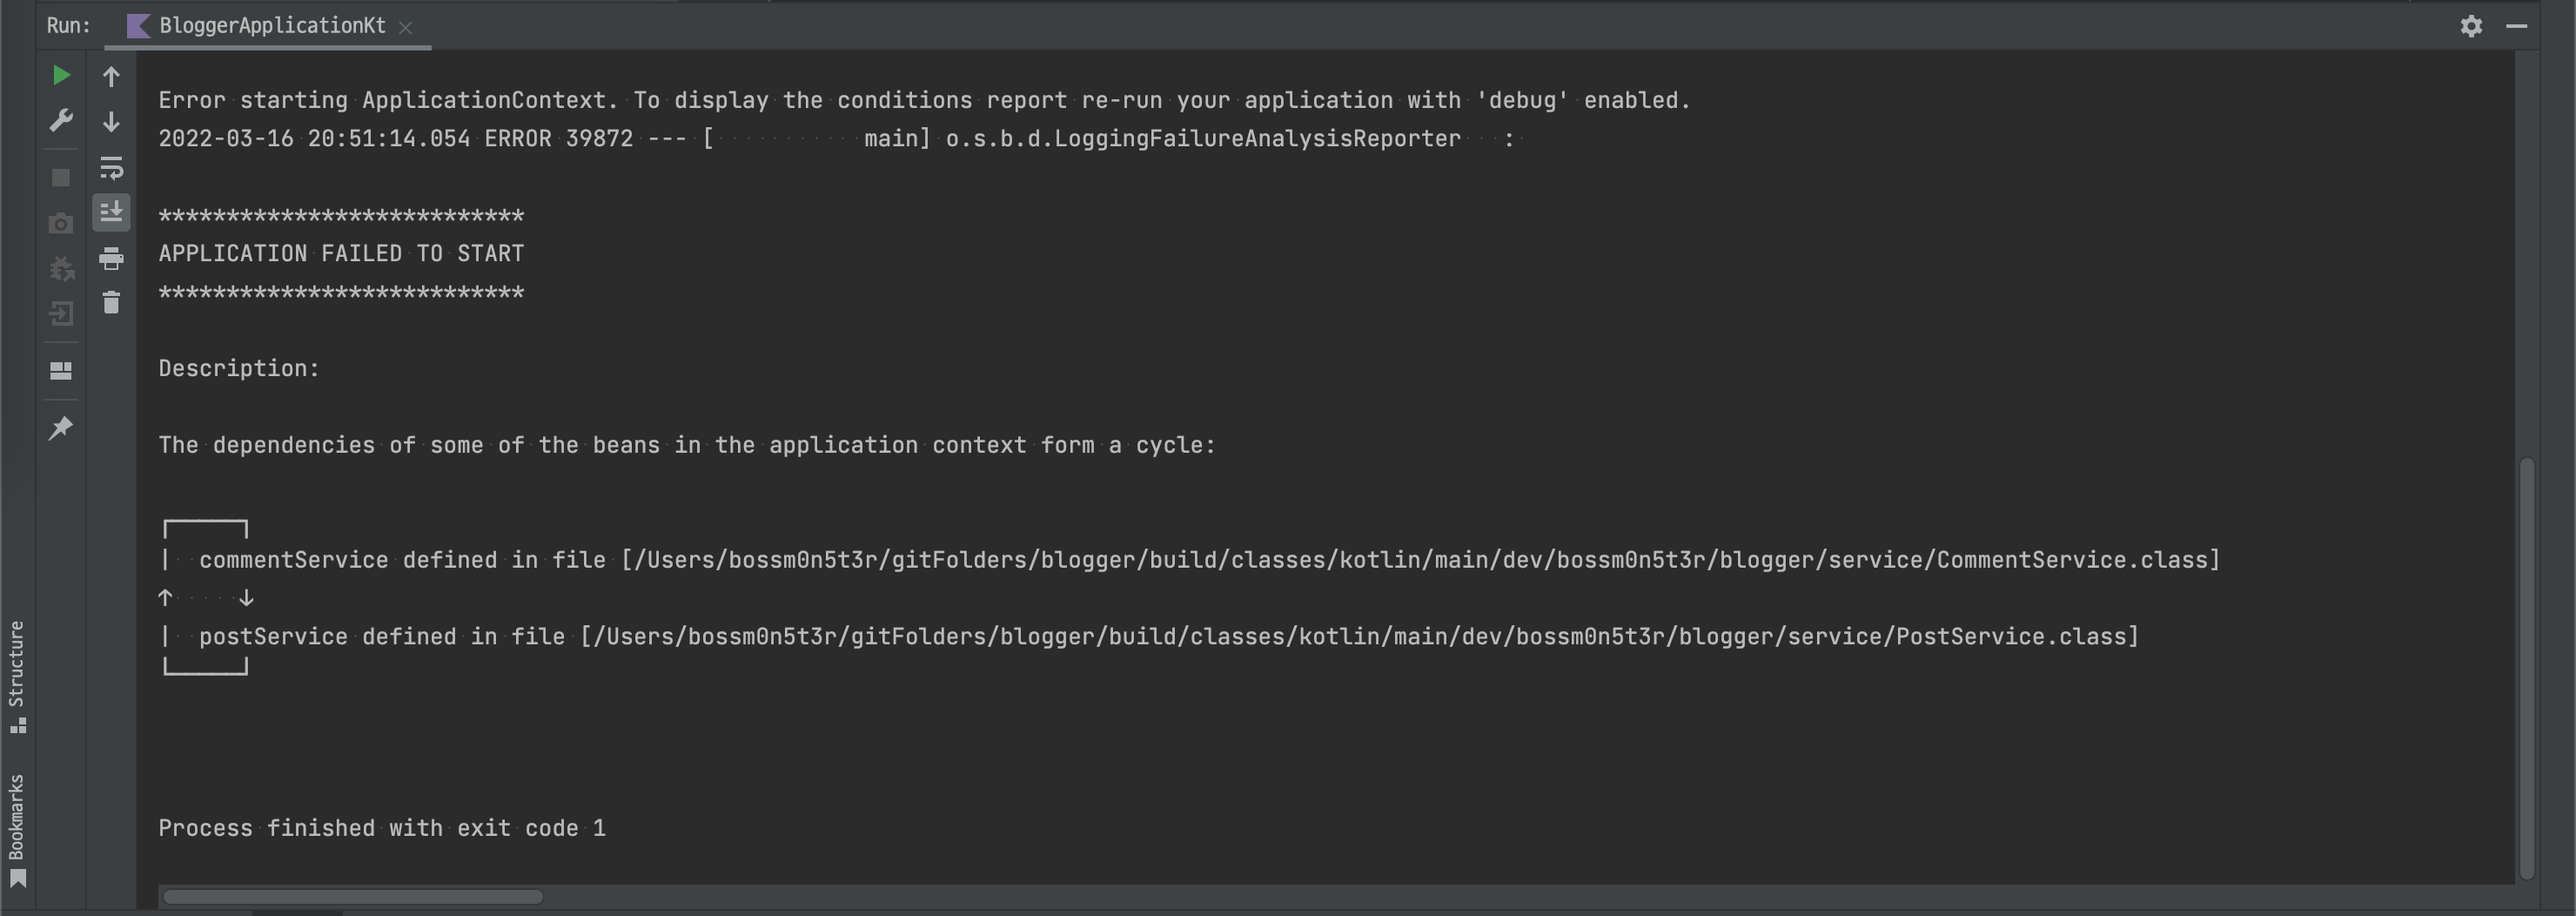 Run: BloggerApplicationKt
Error starting ApplicationContext. To display the conditions report re-run your application with 'debug' enabled.
2022-03-16 20:51:14.054 ERROR 39872 --- [           main] o.s.b.d.LoggingFailureAnalysisReporter   :
***************************
APPLICATION FAILED TO START
***************************
Description:
The dependencies of some of the beans in the application context form a cycle:
┌─────┐
|  commentService defined in file [/Users/bossm0n5t3r/gitFolders/blogger/build/classes/kotlin/main/dev/bossm0n5t3r/blogger/service/CommentService.class]
↑     ↓
|  postService defined in file [/Users/bossm0n5t3r/gitFolders/blogger/build/classes/kotlin/main/dev/bossm0n5t3r/blogger/service/PostService.class]
└─────┘
Process finished with exit code 1
Structure
Bookmarks